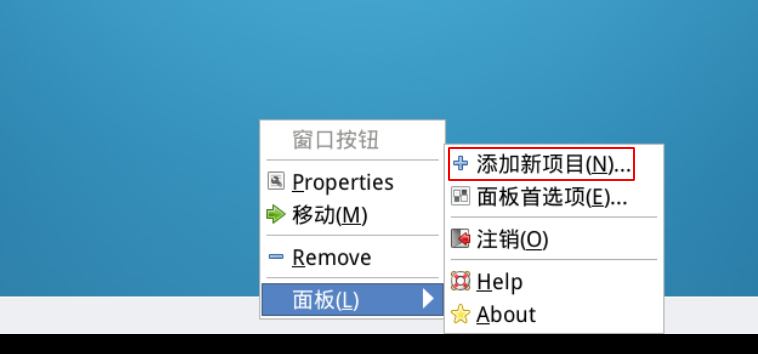 窗口按钮
Properties
移动(M)
Remove
面板(L)
添加新项目(N)...
面板首选项(E)...
注销(O)
Help
About